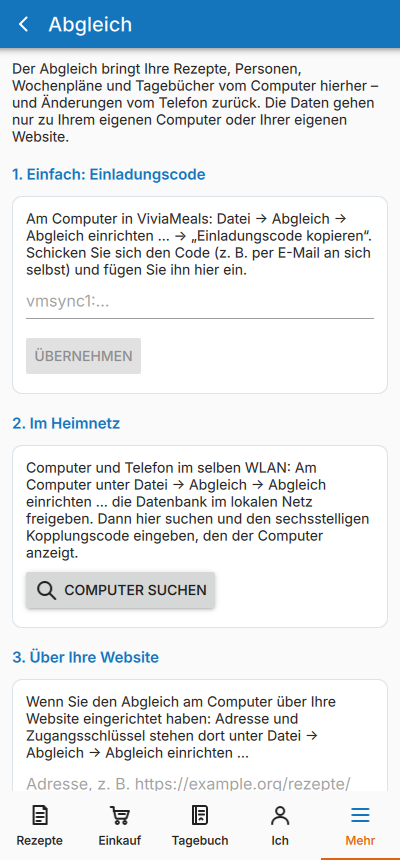 Abgleich
Der Abgleich bringt Ihre Rezepte, Personen,
Wochenpläne und Tagebücher vom Computer hierher –
und Änderungen vom Telefon zurück. Die Daten gehen
nur zu Ihrem eigenen Computer oder Ihrer eigenen
Website.
1. Einfach: Einladungscode
Am Computer in ViviaMeals: Datei → Abgleich →
Abgleich einrichten … → „Einladungscode kopieren“.
Schicken Sie sich den Code (z. B. per E-Mail an sich
selbst) und fügen Sie ihn hier ein.
vmsync1:…
ÜBERNEHMEN
2. Im Heimnetz
Computer und Telefon im selben WLAN: Am
Computer unter Datei → Abgleich → Abgleich
einrichten … die Datenbank im lokalen Netz
freigeben. Dann hier suchen und den sechsstelligen
Kopplungscode eingeben, den der Computer
anzeigt.
COMPUTER SUCHEN
3. Über Ihre Website
Wenn Sie den Abgleich am Computer über Ihre
Website eingerichtet haben: Adresse und
Zugangsschlüssel stehen dort unter Datei →
Abgleich → Abgleich einrichten …
Adresse, z. B. https://example.org/rezepte/
Rezepte Einkauf Tagebuch Ich Mehr